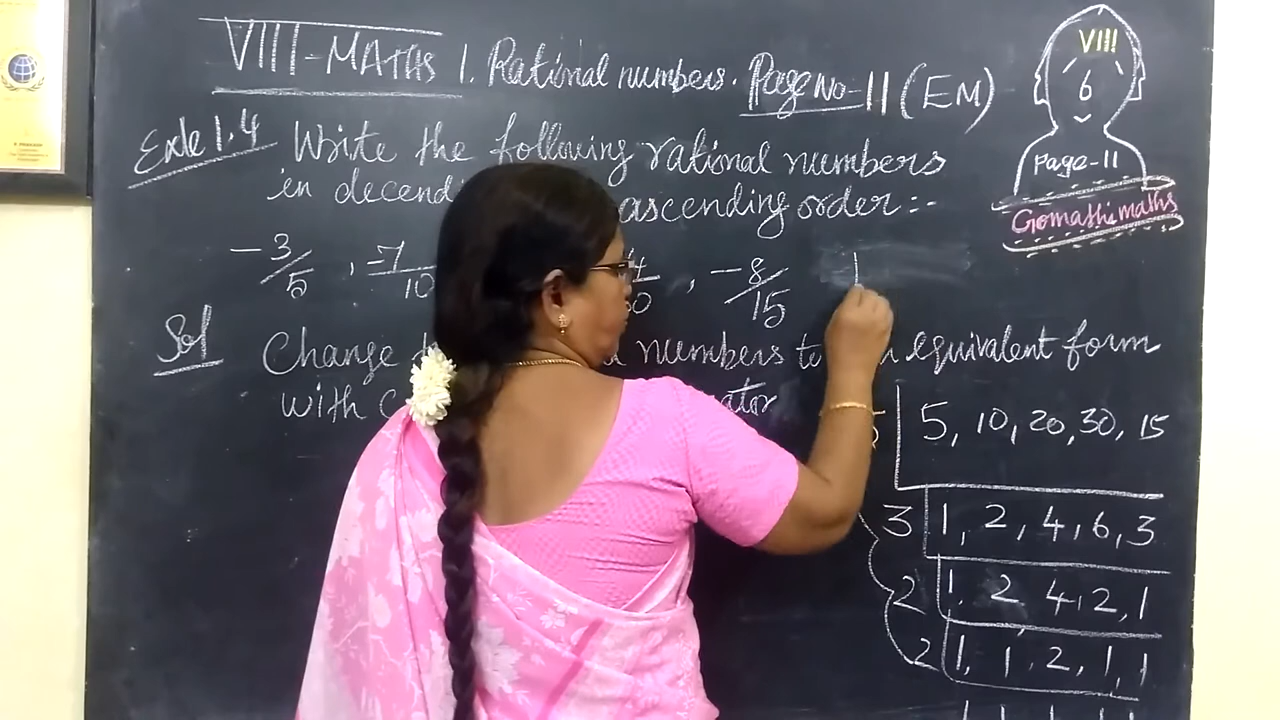 VIII-MATHS 1. Rational numbers. Page No-11 (EM)
VIII
6
Page-11
Gomathi maths
Exle 1.4 Write the following rational numbers
in ascending order:-
-3/5, -7/10 , -8/15
Sol Change numbers to equivalent form
with
5, 10, 20, 30, 15
3 1, 2, 4, 6, 3
2 1, 2, 4, 2, 1
2 1, 1, 2, 1, 1